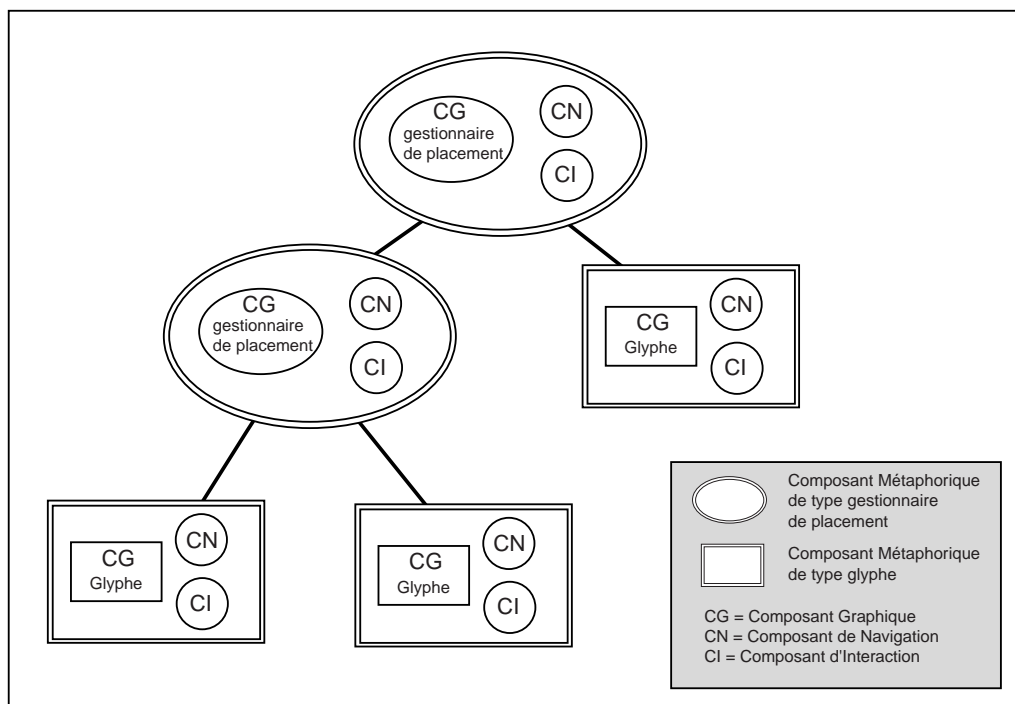 CG
gestionnaire
de placement
CN
CI
CG
gestionnaire
de placement
CN
CI
CG
Glyphe
CN
CI
CG
Glyphe
CN
CI
CG
Glyphe
CN
CI
Composant Métaphorique
de type gestionnaire
de placement
Composant Métaphorique
de type glyphe
CG = Composant Graphique
CN = Composant de Navigation
CI = Composant d'Interaction